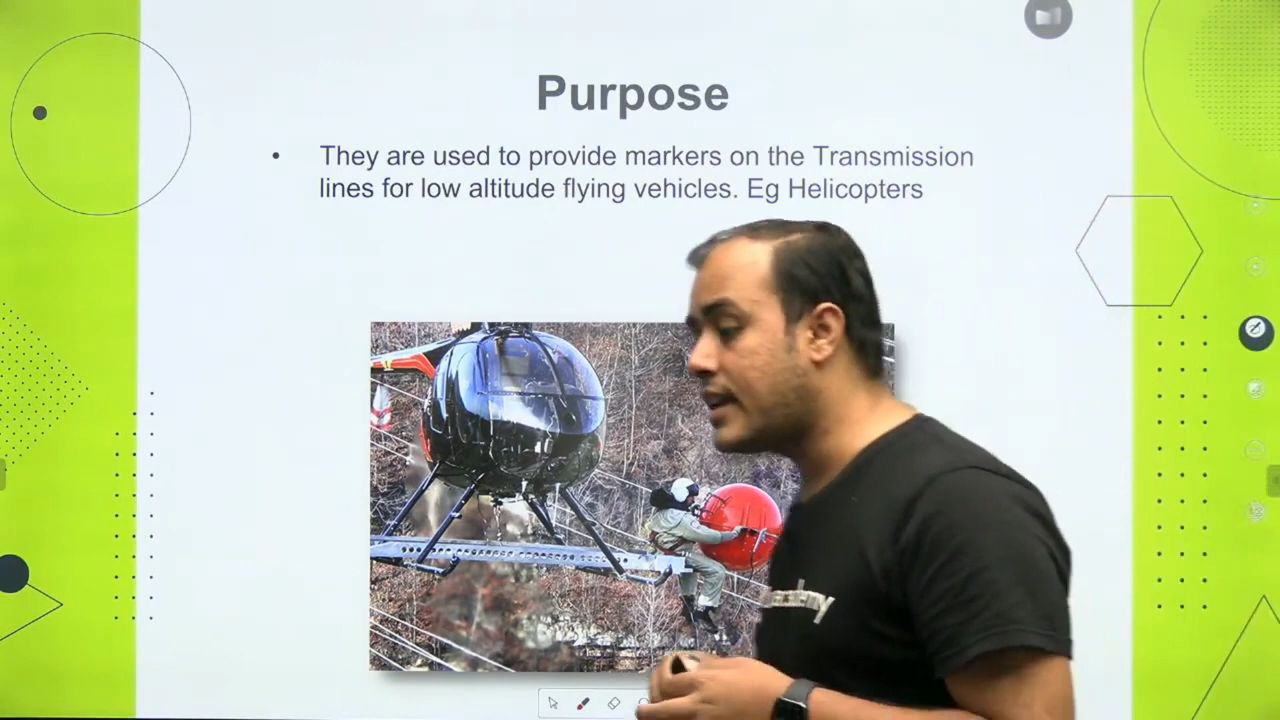 Purpose
• They are used to provide markers on the Transmission
lines for low altitude flying vehicles. Eg Helicopters